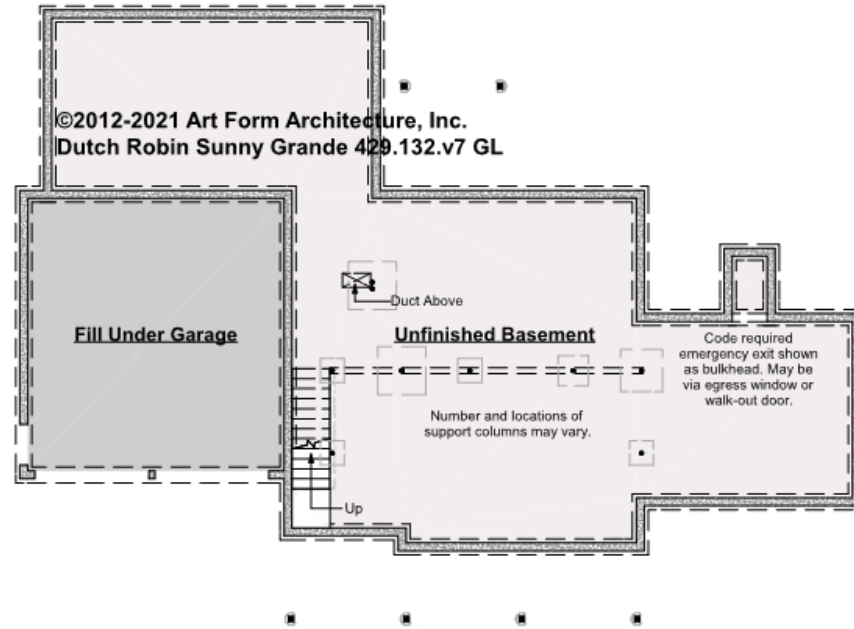 ©2012-2021 Art Form Architecture, Inc.
Dutch Robin Sunny Grande 429.132.v7 GL
Duct Above
Fill Under Garage
Unfinished Basement
Code required
emergency exit shown
as bulkhead. May be
via egress window or
walk-out door.
Number and locations of
support columns may vary.
Up